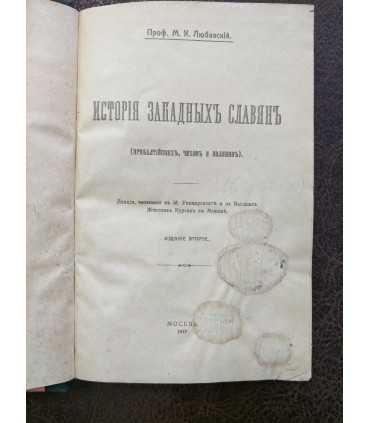 Проф. М. К. Любавскій.
ИСТОРІЯ ЗАПАДНЫХЪ СЛАВЯНЪ
(ПРИБАЛТІЙСКИХЪ, ЧЕХОВЪ И ПОЛЯКОВЪ).
Лекціи, читанныя въ М. Университетѣ и на Высшихъ
Женскихъ Курсахъ въ Москвѣ.
ИЗДАНІЕ ВТОРОЕ.
МОСКВА.